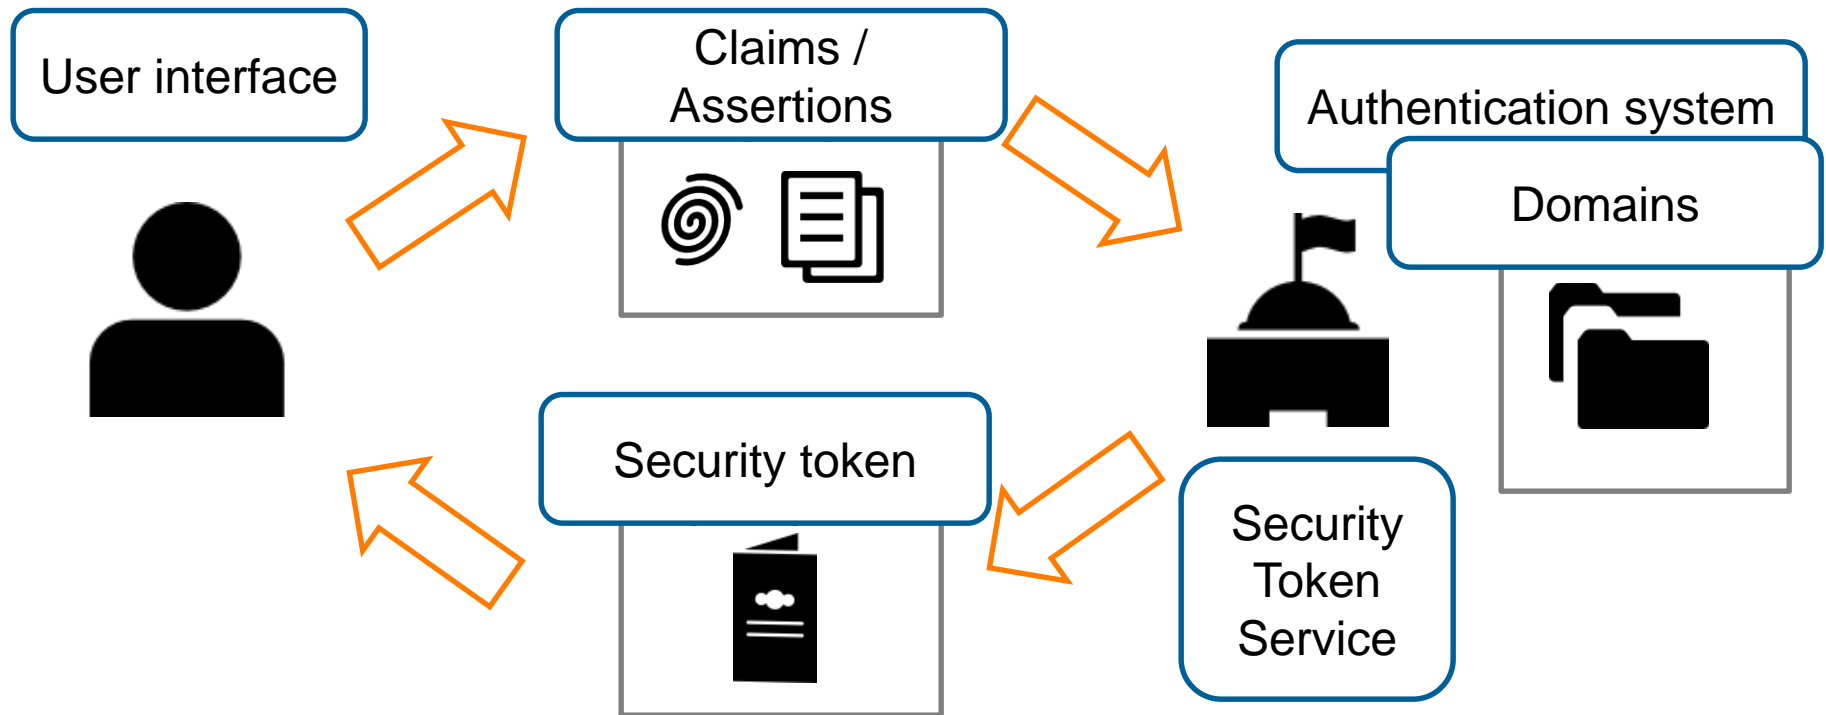 User interface
Claims /
Assertions
Authentication system
Domains
Security token
Security
Token
Service